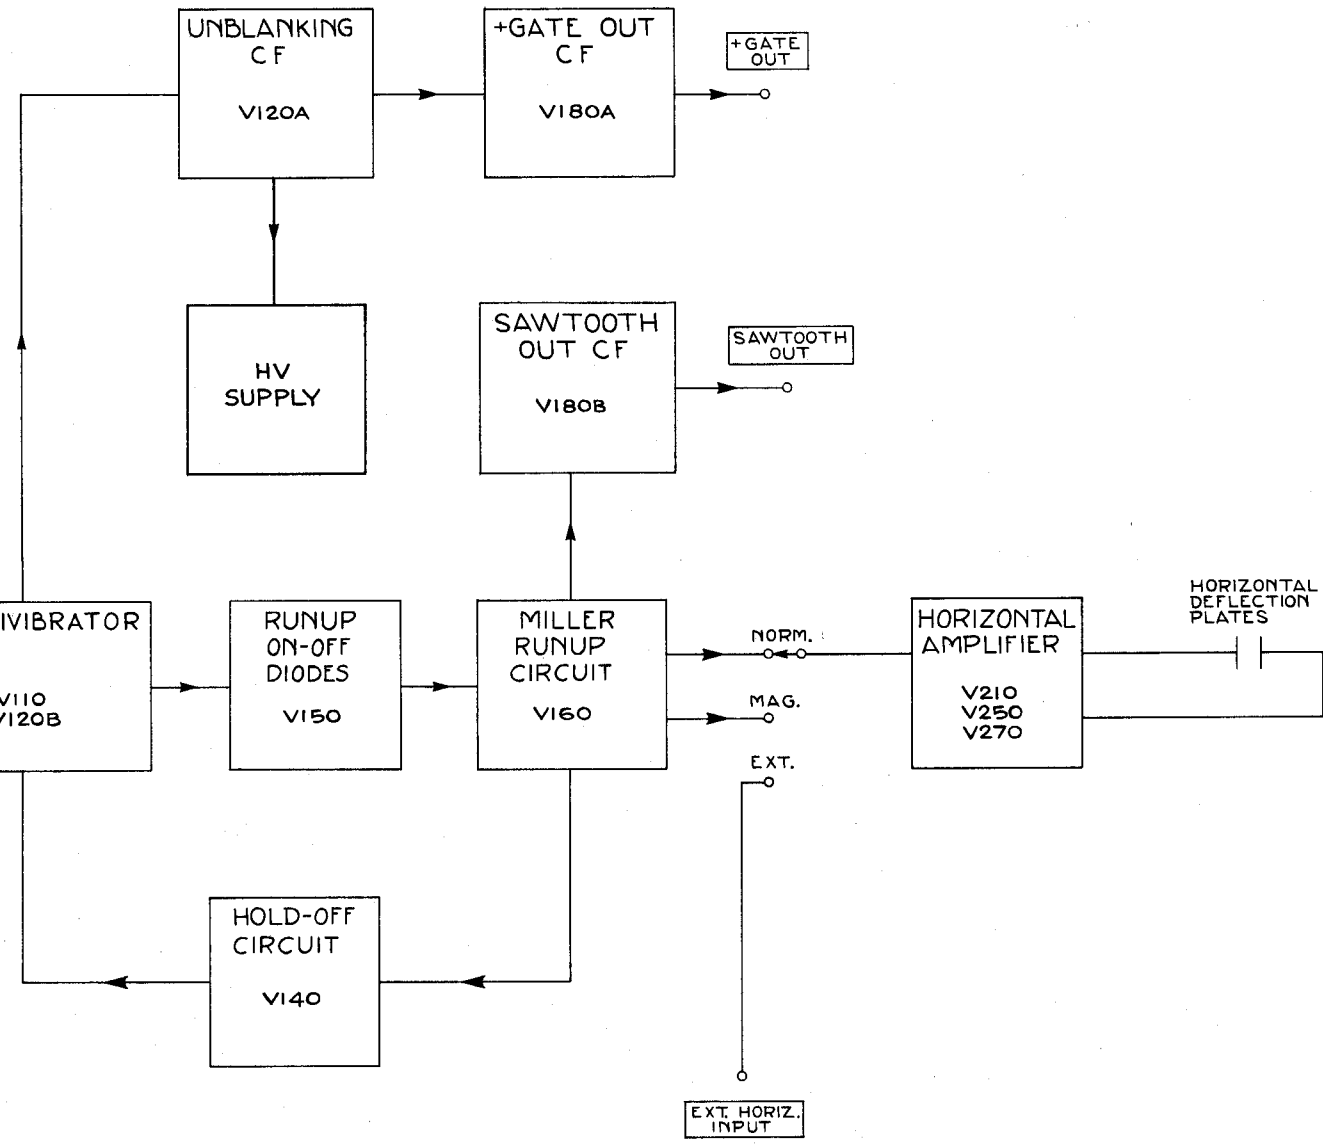 UNBLANKING
CF
V120A
+GATE OUT
CF
V180A
+GATE
OUT
HV
SUPPLY
SAWTOOTH
OUT CF
V180B
SAWTOOTH
OUT
IVIBRATOR
V110
V120B
RUNUP
ON-OFF
DIODES
V150
MILLER
RUNUP
CIRCUIT
V160
NORM.
MAG.
EXT.
HORIZONTAL
AMPLIFIER
V210
V250
V270
HORIZONTAL
DEFLECTION
PLATES
HOLD-OFF
CIRCUIT
V140
EXT. HORIZ.
INPUT